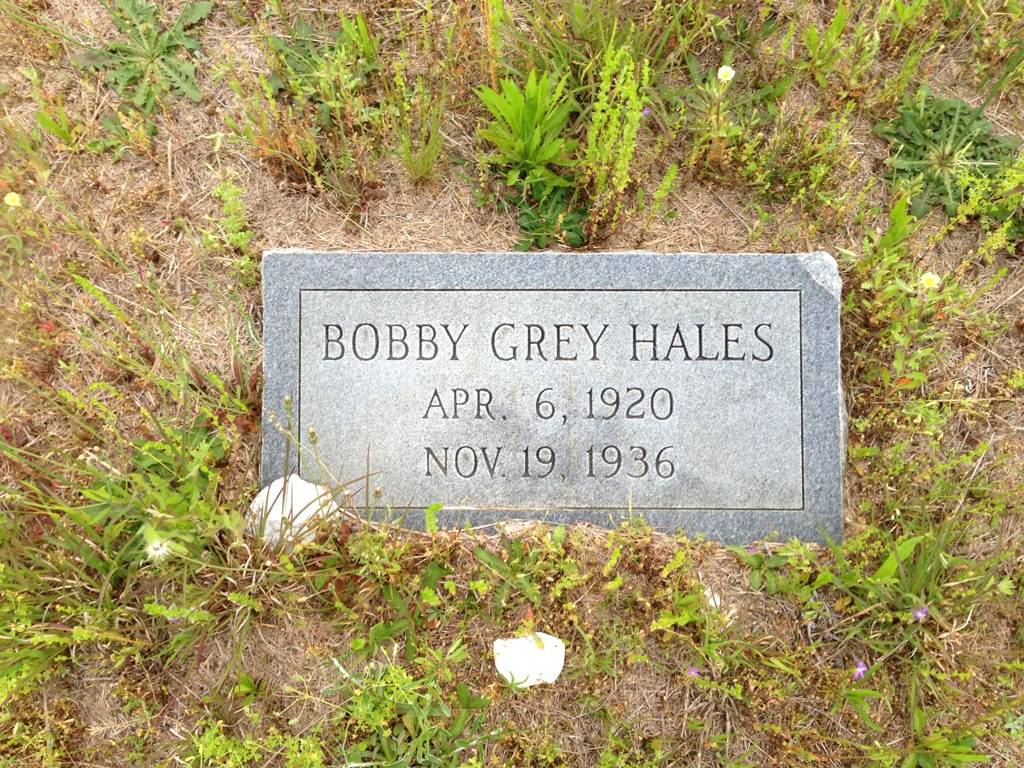 BOBBY GREY HALES
APR. 6, 1920
NOV. 19, 1936